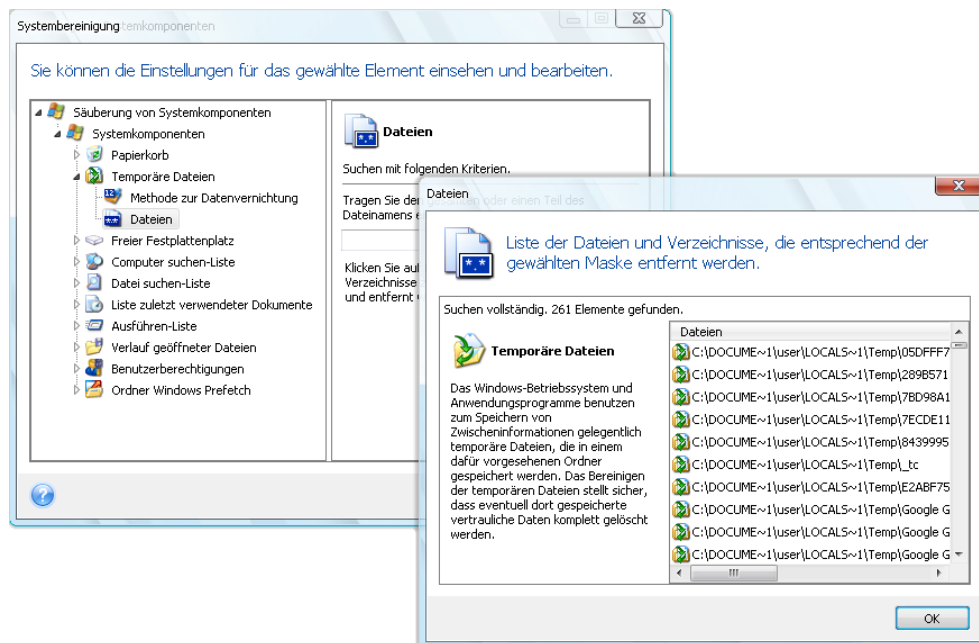 Systembereinigung
temkomponenten
Sie können die Einstellungen für das gewählte Element einsehen und bearbeiten.
Säuberung von Systemkomponenten
Systemkomponenten
Papierkorb
Temporäre Dateien
Methode zur Datenvernichtung
Dateien
Freier Festplattenplatz
Computer suchen-Liste
Datei suchen-Liste
Liste zuletzt verwendeter Dokumente
Ausführen-Liste
Verlauf geöffneter Dateien
Benutzerberechtigungen
Ordner Windows Prefetch
Dateien
Suchen mit folgenden Kriterien.
Tragen Sie den oder einen Teil des
Dateinamens
Klicken Sie
Verzeichnisse
und entfernt
Dateien
Liste der Dateien und Verzeichnisse, die entsprechend der
gewählten Maske entfernt werden.
Suchen vollständig. 261 Elemente gefunden.
Temporäre Dateien
Das Windows-Betriebssystem und
Anwendungsprogramme benutzen
zum Speichern von
Zwischeninformationen gelegentlich
temporäre Dateien, die in einem
dafür vorgesehenen Ordner
gespeichert werden. Das Bereinigen
der temporären Dateien stellt sicher,
dass eventuell dort gespeicherte
vertrauliche Daten komplett gelöscht
werden.
Dateien
C:\DOCUME~1\user\LOCALS~1\Temp\05DFFF7
C:\DOCUME~1\user\LOCALS~1\Temp\289B571
C:\DOCUME~1\user\LOCALS~1\Temp\7BD98A1
C:\DOCUME~1\user\LOCALS~1\Temp\7ECDE11
C:\DOCUME~1\user\LOCALS~1\Temp\8439995
C:\DOCUME~1\user\LOCALS~1\Temp\_tc
C:\DOCUME~1\user\LOCALS~1\Temp\E2ABF75
C:\DOCUME~1\user\LOCALS~1\Temp\Google G
C:\DOCUME~1\user\LOCALS~1\Temp\Google G
C:\DOCUME~1\user\LOCALS~1\Temp\Google G
OK